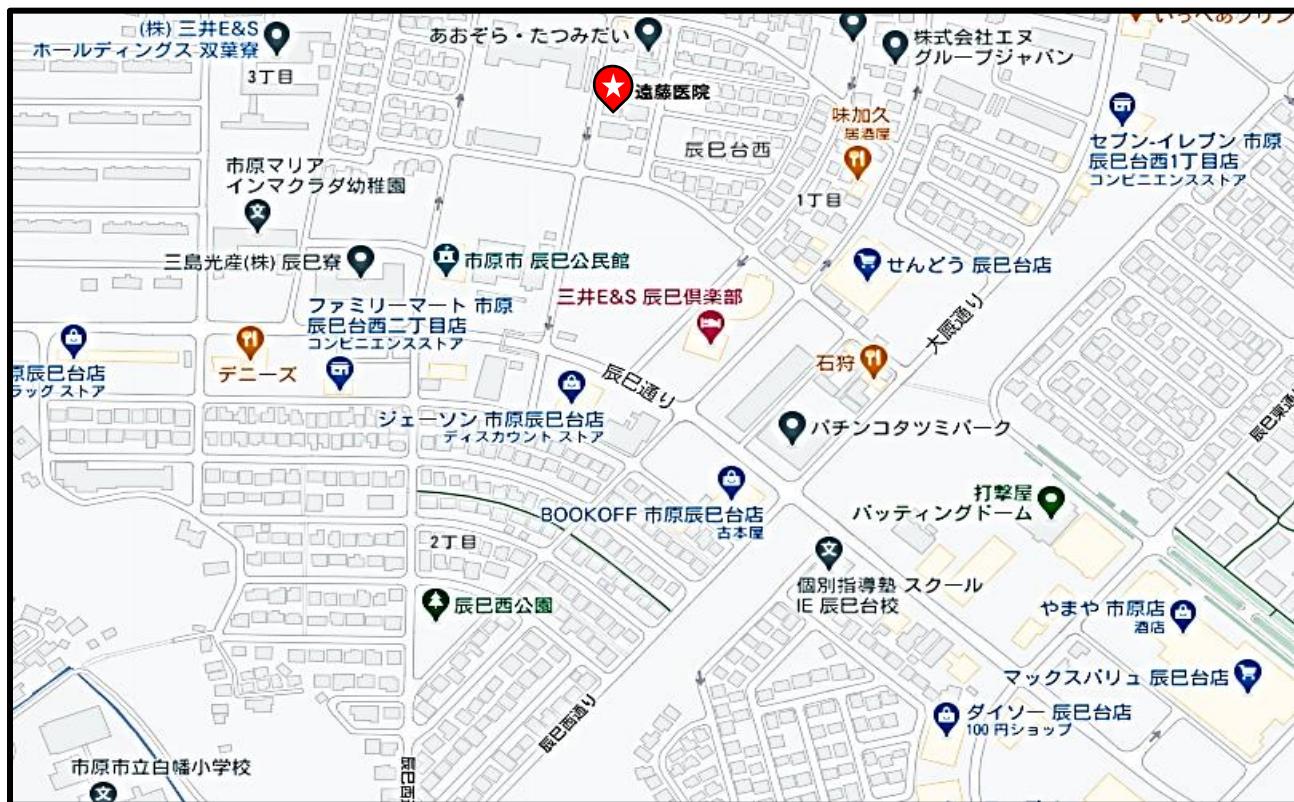 (株) 三井E&S
ホールディングス 双葉寮
3丁目
あおぞら・たつみだい
遠藤医院
株式会社エヌ
グループジャパン
味加久
居酒屋
辰巳台西
セブン-イレブン 市原
辰巳台西1丁目店
コンビニエンスストア
市原マリア
インマクラダ幼稚園
1丁目
三島光産(株) 辰巳寮
市原市 辰巳公民館
せんどう 辰巳台店
三井E&S 辰巳倶楽部
ファミリーマート 市原
辰巳台西二丁目店
コンビニエンスストア
大厩通り
デニーズ
原辰巳台店
ラッグ ストア
辰巳通り
石狩
ジェーソン 市原辰巳台店
ディスカウント ストア
パチンコタツミパーク
辰巳東通
BOOKOFF 市原辰巳台店
古本屋
打撃屋
バッティングドーム
2丁目
辰巳西公園
個別指導塾 スクール
IE 辰巳台校
やまや 市原店
酒店
マックスバリュ 辰巳台店
ダイソー 辰巳台店
100 円ショップ
辰巳西通り
市原市立白幡小学校